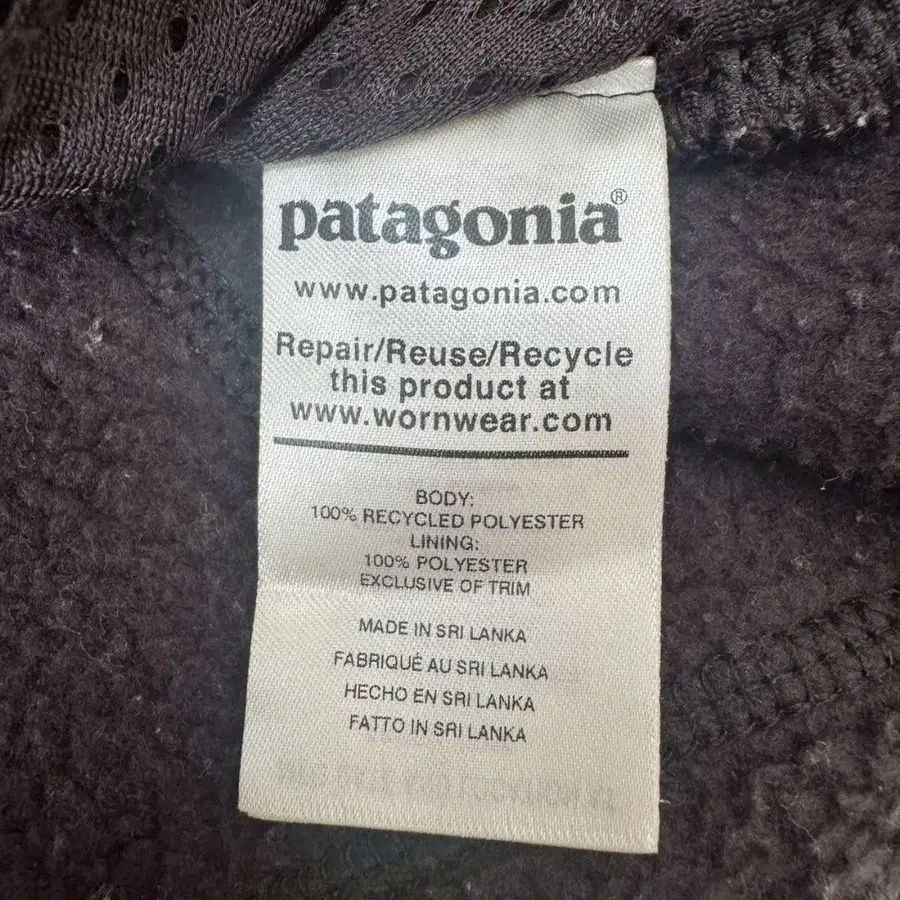 patagonia®
www.patagonia.com
Repair/Reuse/Recycle
this product at
www.wornwear.com
BODY:
100% RECYCLED POLYESTER
LINING:
100% POLYESTER
EXCLUSIVE OF TRIM
MADE IN SRI LANKA
FABRIQUÉ AU SRI LANKA
HECHO EN SRI LANKA
FATTO IN SRI LANKA